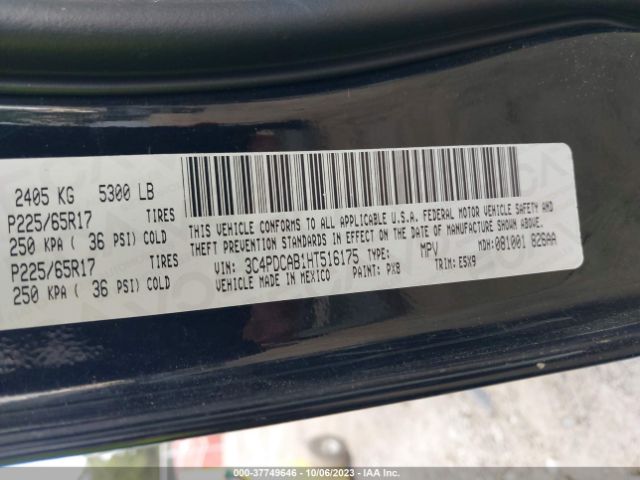 2405 KG 5300 LB
P225/65R17 TIRES
250 KPA ( 36 PSI) COLD
P225/65R17 TIRES
250 KPA ( 36 PSI) COLD
THIS VEHICLE CONFORMS TO ALL APPLICABLE U.S.A. FEDERAL MOTOR VEHICLE SAFETY AND
THEFT PREVENTION STANDARDS IN EFFECT ON THE DATE OF MANUFACTURE SHOWN ABOVE.
VIN: 3C4PDCAB1HT516175 TYPE: MPV MDH: 081001 826AA
VEHICLE MADE IN MEXICO PAINT: PX8 TRIM: E5X9
000-37749646 - 10/06/2023 - IAA Inc.